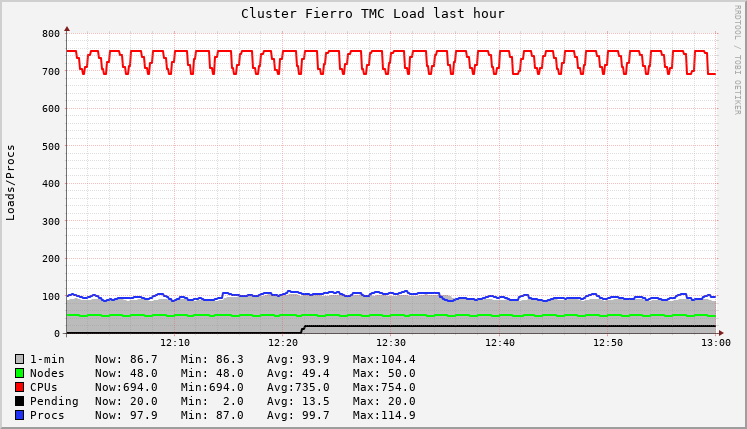 Cluster Fierro TMC Load last hour
RRDTOOL / TOBI OETIKER
Loads/Procs
800
700
600
500
400
300
200
100
0
12:10 12:20 12:30 12:40 12:50 13:00
1-min Now: 86.7 Min: 86.3 Avg: 93.9 Max:104.4
Nodes Now: 48.0 Min: 48.0 Avg: 49.4 Max: 50.0
CPUs Now:694.0 Min:694.0 Avg:735.0 Max:754.0
Pending Now: 20.0 Min: 2.0 Avg: 13.5 Max: 20.0
Procs Now: 97.9 Min: 87.0 Avg: 99.7 Max:114.9